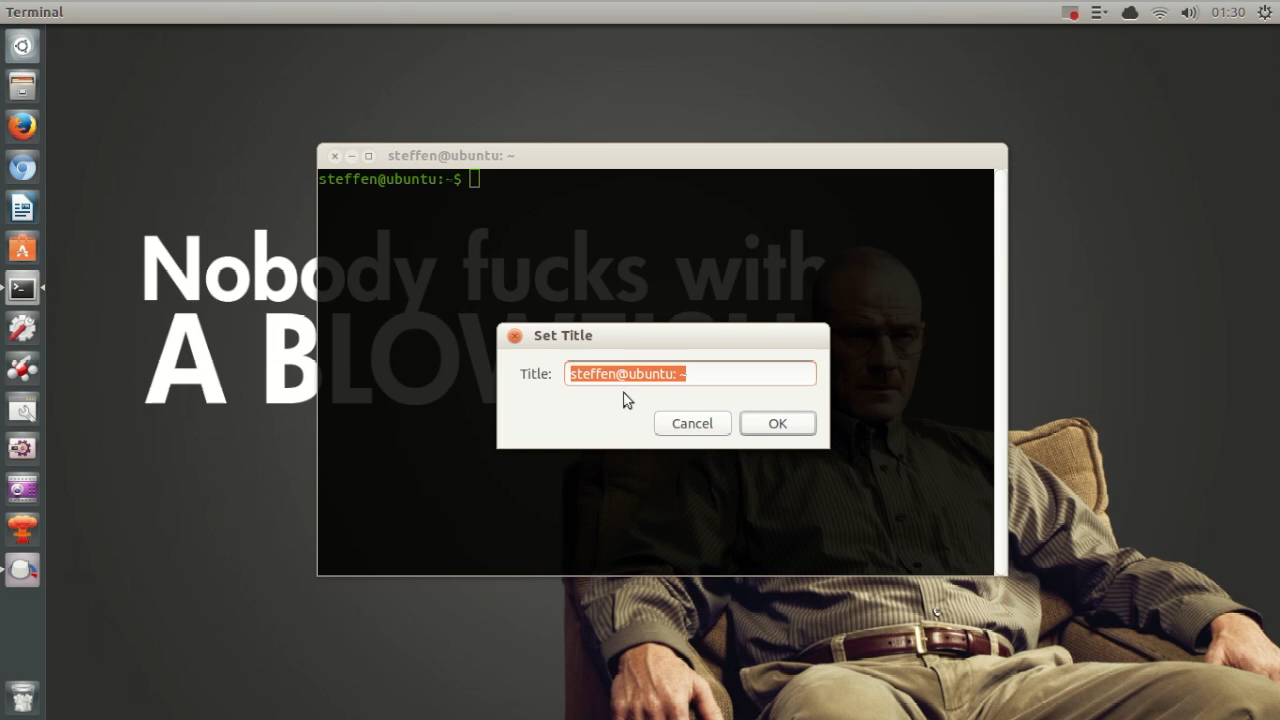 Terminal
01:30
steffen@ubuntu: ~
steffen@ubuntu:~$
Nobody fucks with
A BLOWFISH
Set Title
Title: steffen@ubuntu: ~
Cancel OK